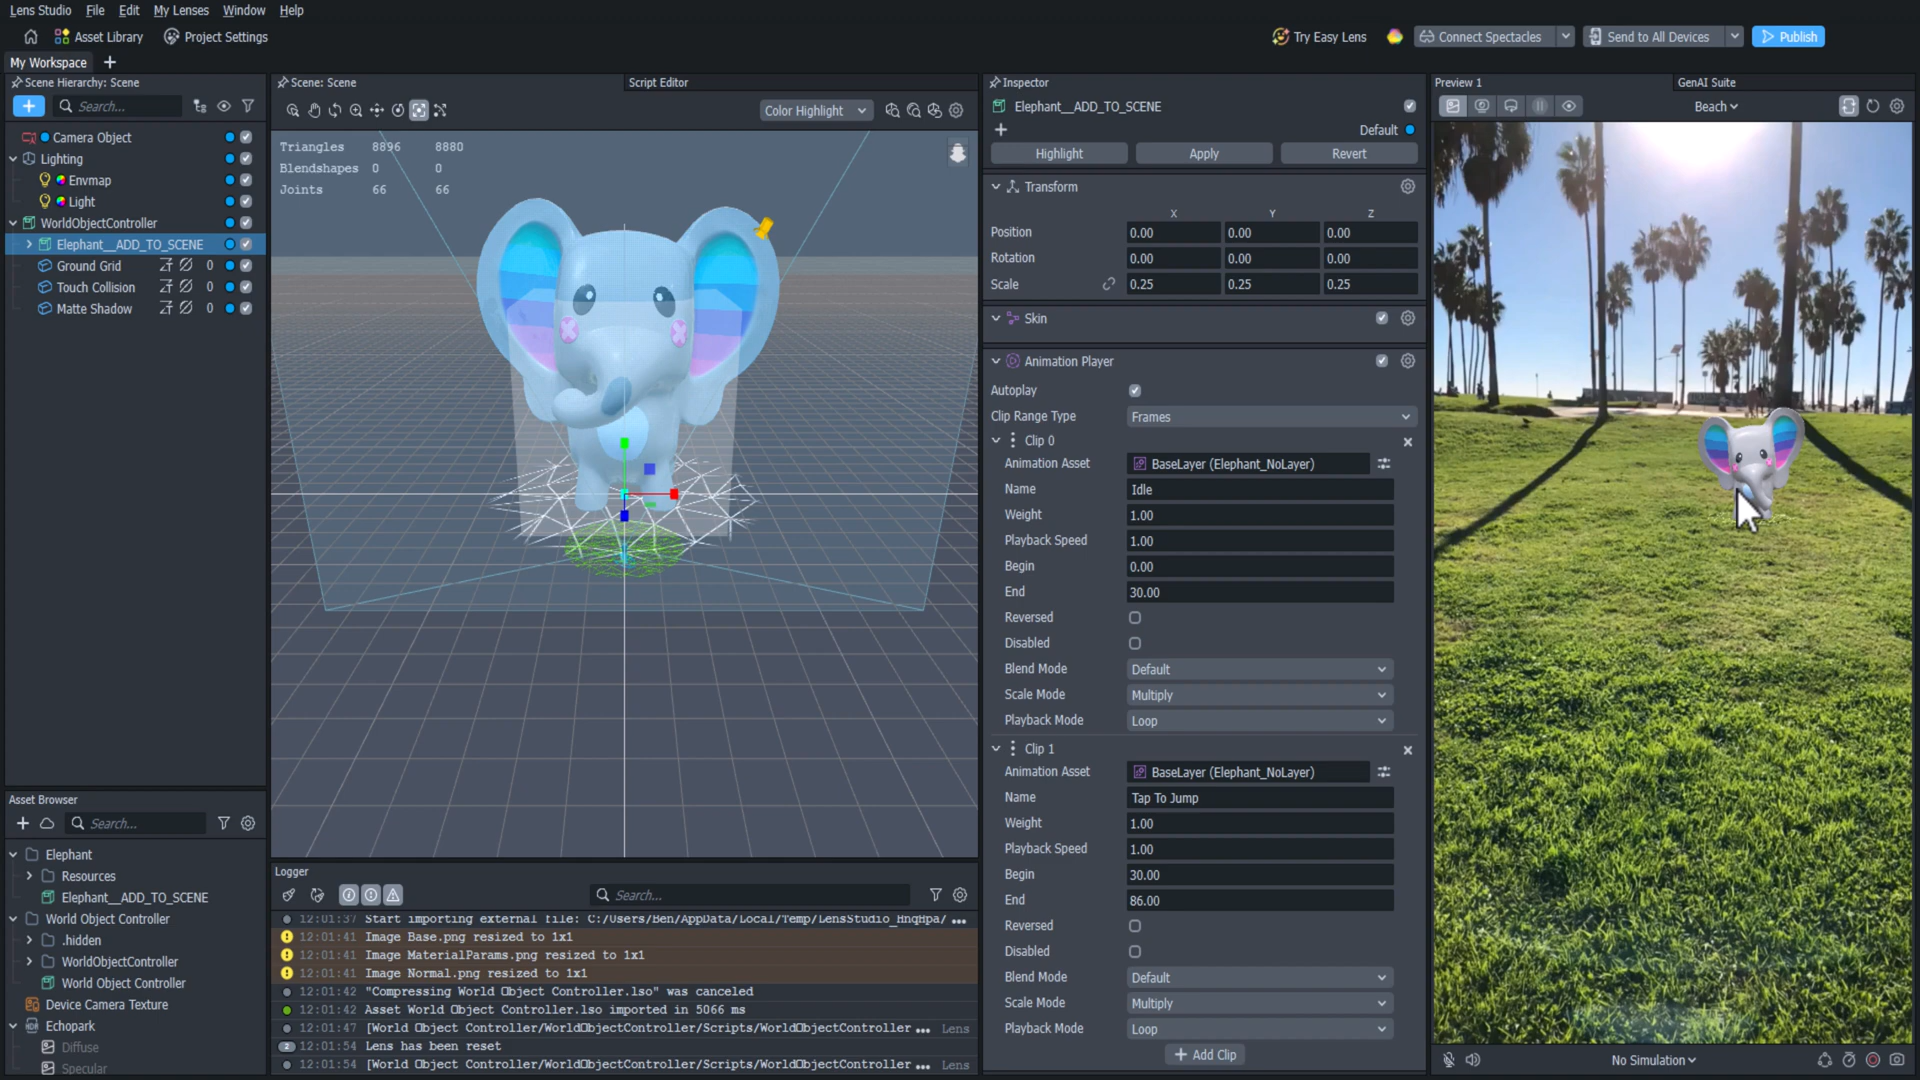 Lens Studio File Edit My Lenses Window Help
Asset Library Project Settings Try Easy Lens Connect Spectacles Send to All Devices Publish
My Workspace
Scene Hierarchy: Scene
Search...
Camera Object
Lighting
Envmap
Light
WorldObjectController
Elephant__ADD_TO_SCENE
Ground Grid 0
Touch Collision 0
Matte Shadow 0
Asset Browser
Search...
Elephant
Resources
Elephant__ADD_TO_SCENE
World Object Controller
.hidden
WorldObjectController
World Object Controller
Device Camera Texture
Echopark
Diffuse
Specular
Scene: Scene Script Editor
Color Highlight
Triangles 8896 8880
Blendshapes 0 0
Joints 66 66
Logger
Search...
12:01:37 Start importing external file: C:/Users/Ben/AppData/Local/Temp/LensStudio_HnqHpa/ ...
12:01:41 Image Base.png resized to 1x1
12:01:41 Image MaterialParams.png resized to 1x1
12:01:41 Image Normal.png resized to 1x1
12:01:42 "Compressing World Object Controller.lso" was canceled
12:01:42 Asset World Object Controller.lso imported in 5066 ms
12:01:47 [World Object Controller/WorldObjectController/Scripts/WorldObjectController ... Lens
2 12:01:54 Lens has been reset
12:01:54 [World Object Controller/WorldObjectController/Scripts/WorldObjectController ... Lens
Inspector
Elephant__ADD_TO_SCENE
Default
Highlight Apply Revert
Transform
X Y Z
Position 0.00 0.00 0.00
Rotation 0.00 0.00 0.00
Scale 0.25 0.25 0.25
Skin
Animation Player
Autoplay
Clip Range Type Frames
Clip 0
Animation Asset BaseLayer (Elephant_NoLayer)
Name Idle
Weight 1.00
Playback Speed 1.00
Begin 0.00
End 30.00
Reversed
Disabled
Blend Mode Default
Scale Mode Multiply
Playback Mode Loop
Clip 1
Animation Asset BaseLayer (Elephant_NoLayer)
Name Tap To Jump
Weight 1.00
Playback Speed 1.00
Begin 30.00
End 86.00
Reversed
Disabled
Blend Mode Default
Scale Mode Multiply
Playback Mode Loop
+ Add Clip
Preview 1 GenAI Suite
Beach
No Simulation